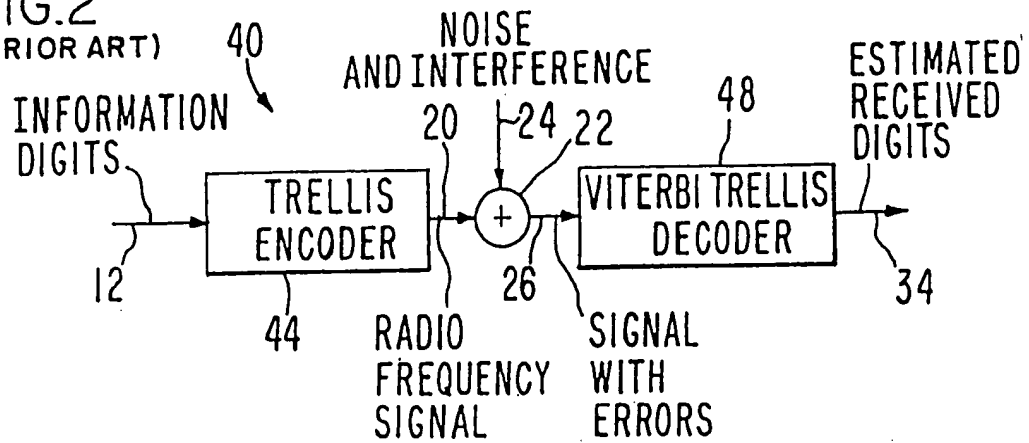 IG.2
RIOR ART)
40
NOISE
AND INTERFERENCE
ESTIMATED
RECEIVED
DIGITS
INFORMATION
DIGITS
20
24
22
48
TRELLIS
ENCODER
+
VITERBI TRELLIS
DECODER
12
44
26
34
RADIO
FREQUENCY
SIGNAL
SIGNAL
WITH
ERRORS